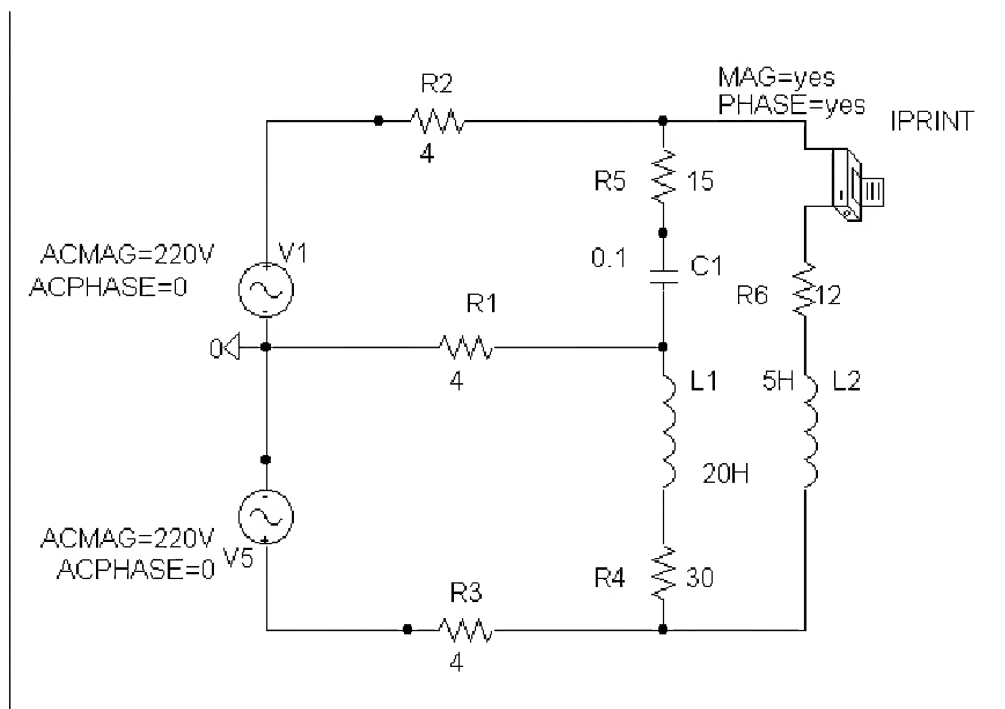 R2
4
MAG=yes
PHASE=yes
IPRINT
R5
15
0.1
C1
ACMAG=220V
ACPHASE=0
V1
R6
12
R1
4
0
L1
5H
L2
20H
ACMAG=220V
ACPHASE=0
V5
R4
30
R3
4